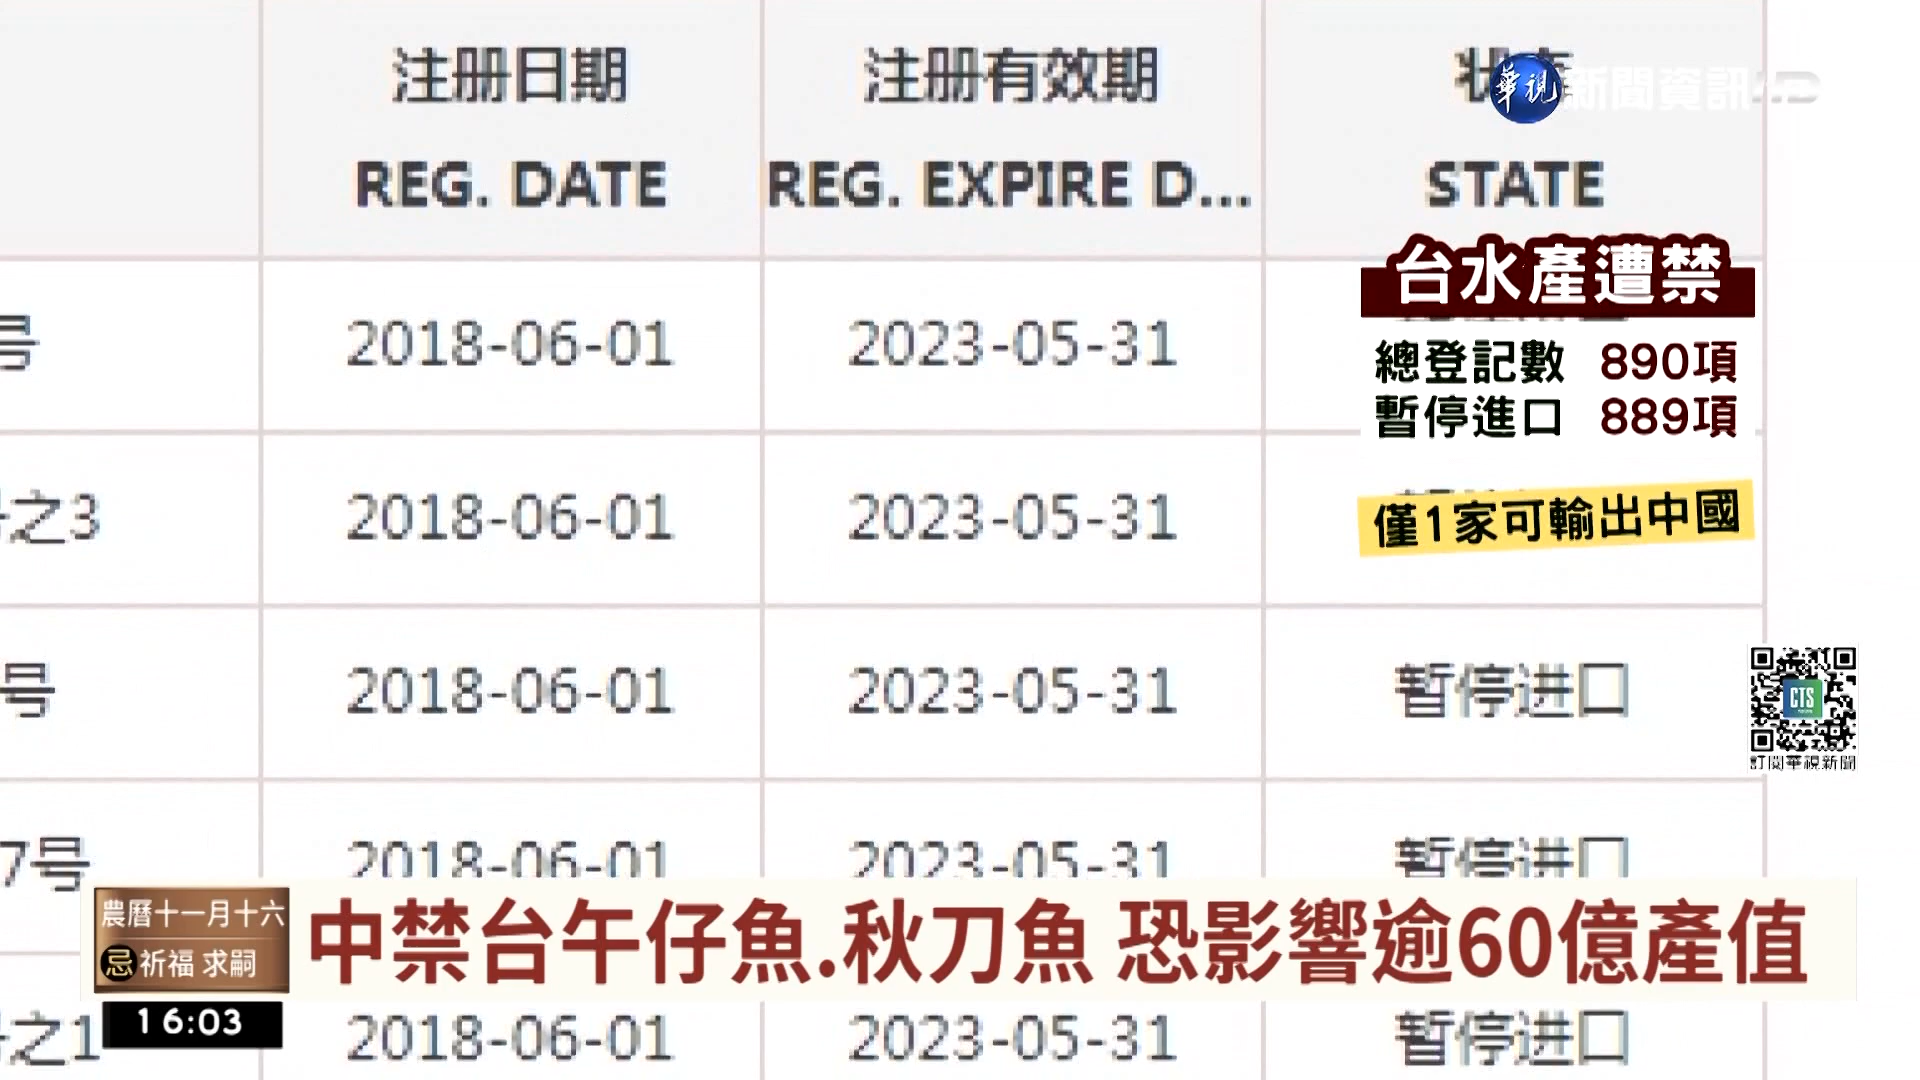 注册日期 注册有效期
華視 新聞資訊 HD
REG. DATE REG. EXPIRE D... STATE
台水產遭禁
號 2018-06-01 2023-05-31
總登記數 890項
暫停進口 889項
之3 2018-06-01 2023-05-31
僅1家可輸出中國
号 2018-06-01 2023-05-31 暂停进口
CTS
訂閱華視新聞
7号 2018-06-01 2023-05-31 暂停进口
農曆十一月十六
忌 祈福 求嗣
中禁台午仔魚.秋刀魚 恐影響逾60億產值
16:03
之1 2018-06-01 2023-05-31 暂停进口